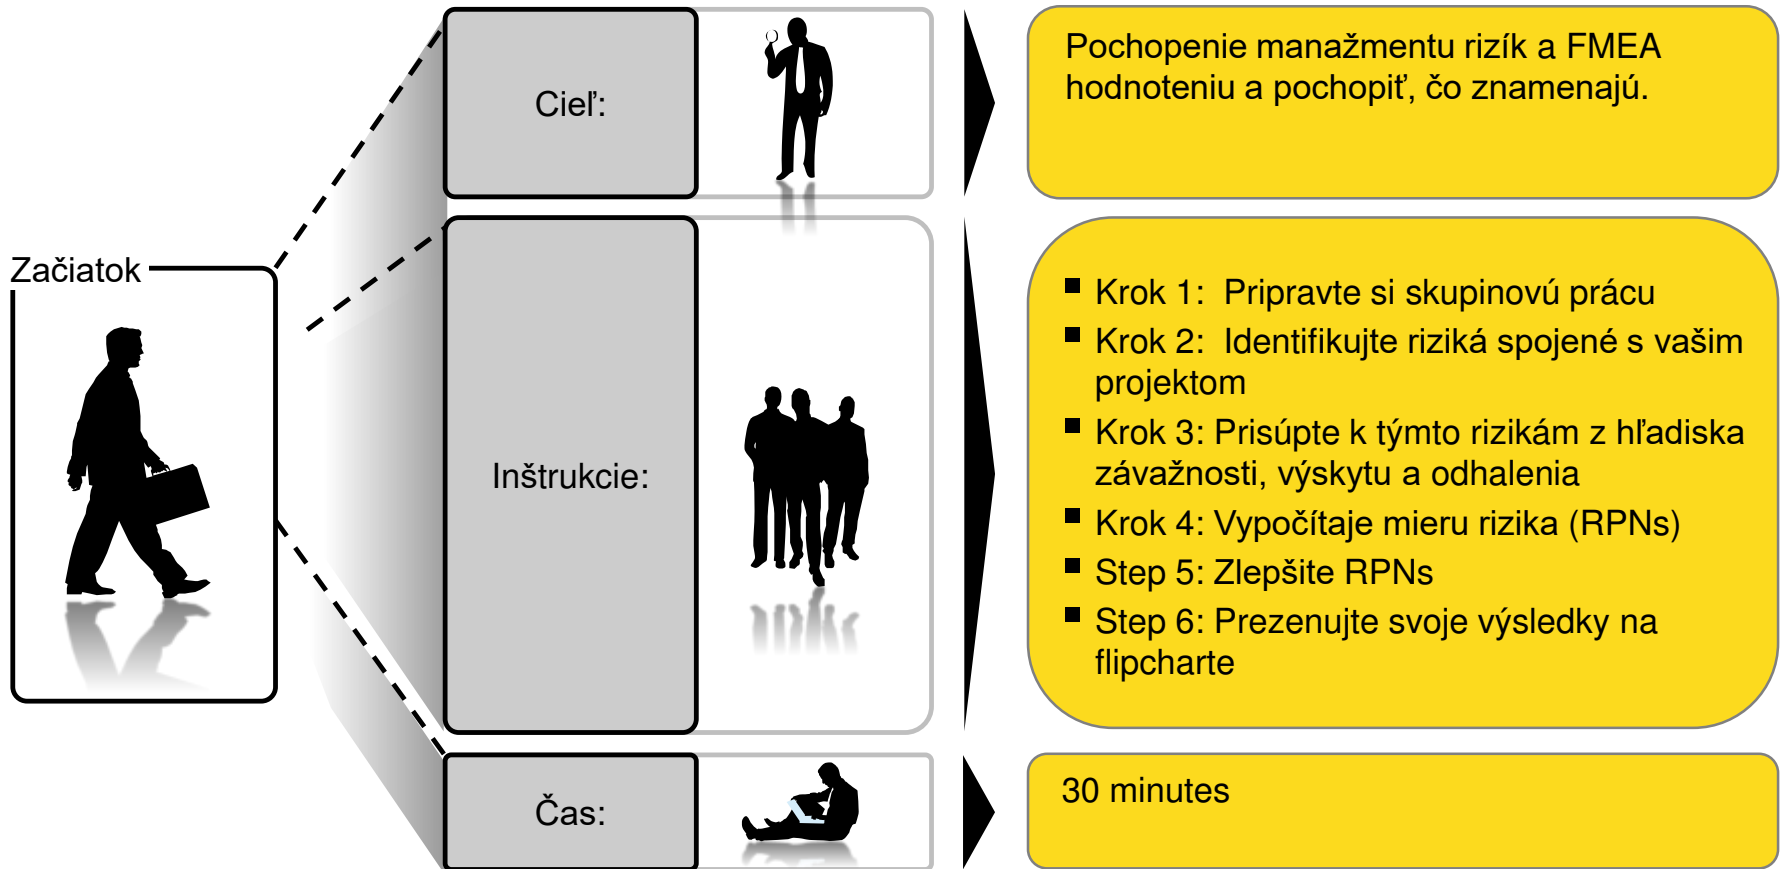 Začiatok
Cieľ:
Pochopenie manažmentu rizík a FMEA
hodnoteniu a pochopiť, čo znamenajú.
Inštrukcie:
▪ Krok 1:  Pripravte si skupinovú prácu
▪ Krok 2:  Identifikujte riziká spojené s vašim
projektom
▪ Krok 3: Prisúpte k týmto rizikám z hľadiska
závažnosti, výskytu a odhalenia
▪ Krok 4: Vypočítaje mieru rizika (RPNs)
▪ Step 5: Zlepšite RPNs
▪ Step 6: Prezenujte svoje výsledky na
flipcharte
Čas:
30 minutes